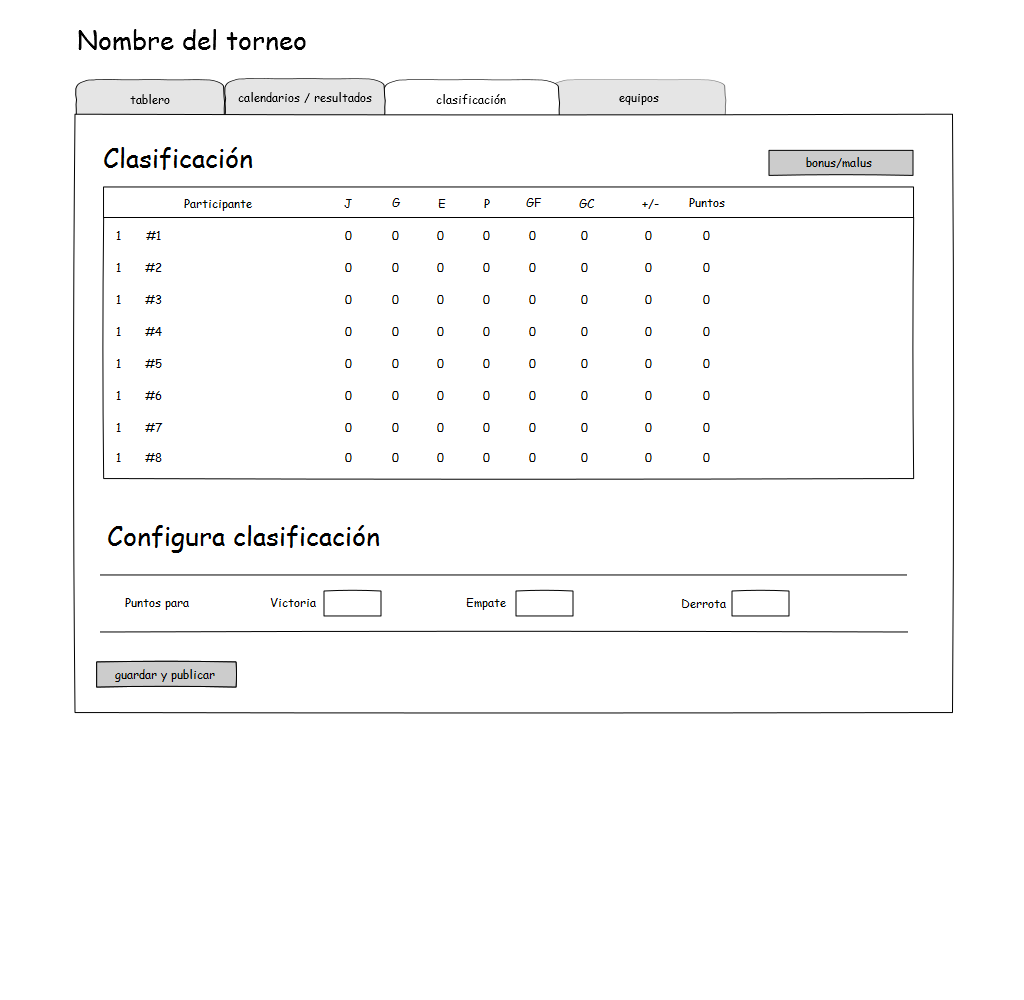 Nombre del torneo
tablero calendarios / resultados clasificación equipos
Clasificación bonus/malus
Participante J G E P GF GC +/- Puntos
1 #1 0 0 0 0 0 0 0 0
1 #2 0 0 0 0 0 0 0 0
1 #3 0 0 0 0 0 0 0 0
1 #4 0 0 0 0 0 0 0 0
1 #5 0 0 0 0 0 0 0 0
1 #6 0 0 0 0 0 0 0 0
1 #7 0 0 0 0 0 0 0 0
1 #8 0 0 0 0 0 0 0 0
Configura clasificación
Puntos para Victoria Empate Derrota
guardar y publicar